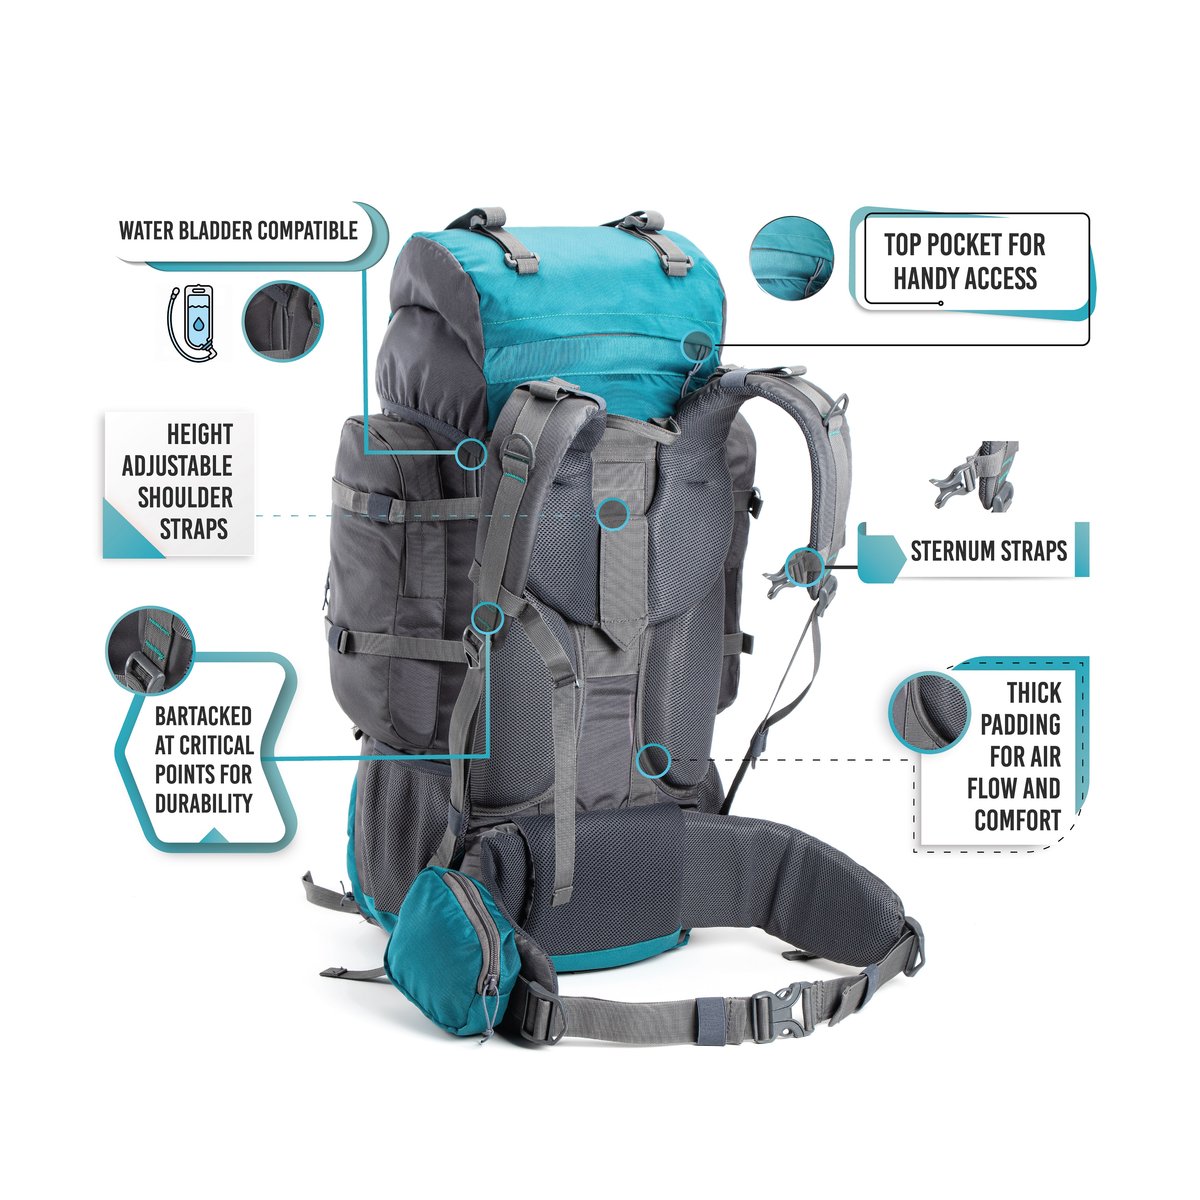 WATER BLADDER COMPATIBLE
TOP POCKET FOR
HANDY ACCESS
HEIGHT
ADJUSTABLE
SHOULDER
STRAPS
STERNUM STRAPS
BARTACKED
AT CRITICAL
POINTS FOR
DURABILITY
THICK
PADDING
FOR AIR
FLOW AND
COMFORT